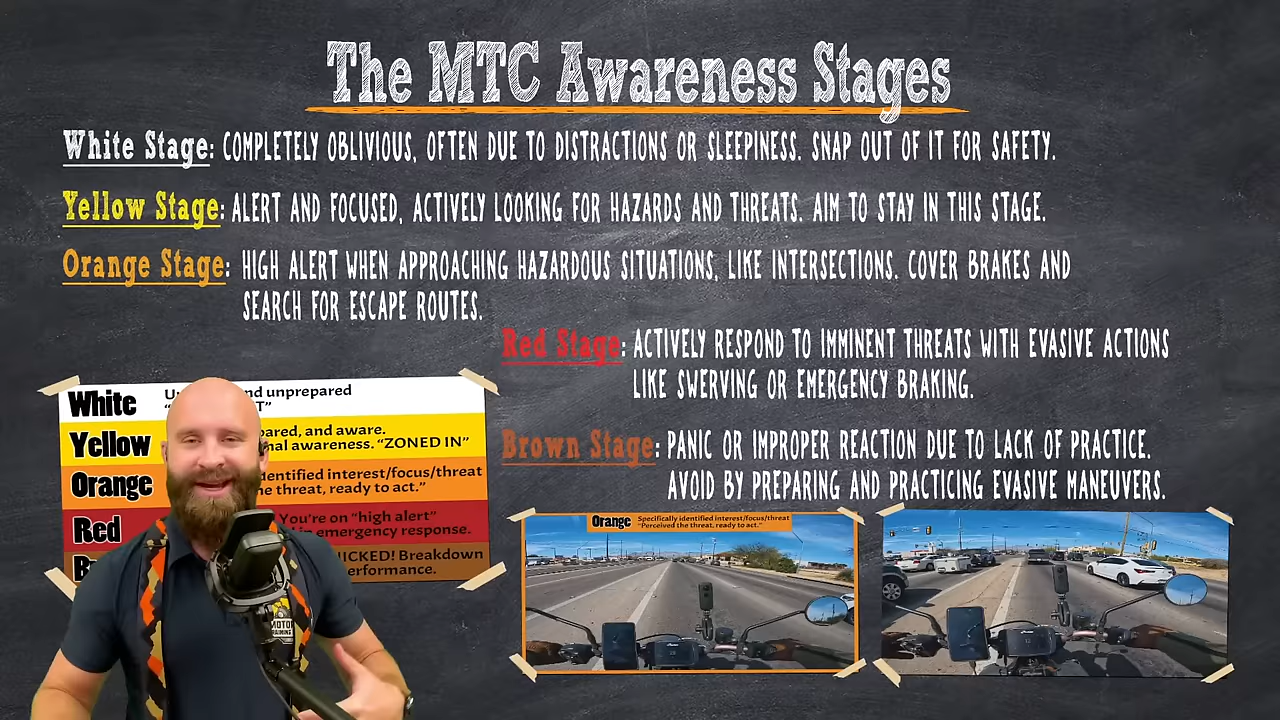 The MTC Awareness Stages
White Stage: COMPLETELY OBLIVIOUS, OFTEN DUE TO DISTRACTIONS OR SLEEPINESS. SNAP OUT OF IT FOR SAFETY.
Yellow Stage: ALERT AND FOCUSED, ACTIVELY LOOKING FOR HAZARDS AND THREATS. AIM TO STAY IN THIS STAGE.
Orange Stage: HIGH ALERT WHEN APPROACHING HAZARDOUS SITUATIONS, LIKE INTERSECTIONS. COVER BRAKES AND
SEARCH FOR ESCAPE ROUTES.
Red Stage: ACTIVELY RESPOND TO IMMINENT THREATS WITH EVASIVE ACTIONS
LIKE SWERVING OR EMERGENCY BRAKING.
Brown Stage: PANIC OR IMPROPER REACTION DUE TO LACK OF PRACTICE.
AVOID BY PREPARING AND PRACTICING EVASIVE MANEUVERS.
White
and unprepared
Yellow
and aware.
awareness. "ZONED IN"
Orange
identified interest/focus/threat
threat, ready to act."
Red
You're on "high alert"
in emergency response.
Breakdown
Orange
Specifically identified interest/focus/threat
"Perceived the threat, ready to act."